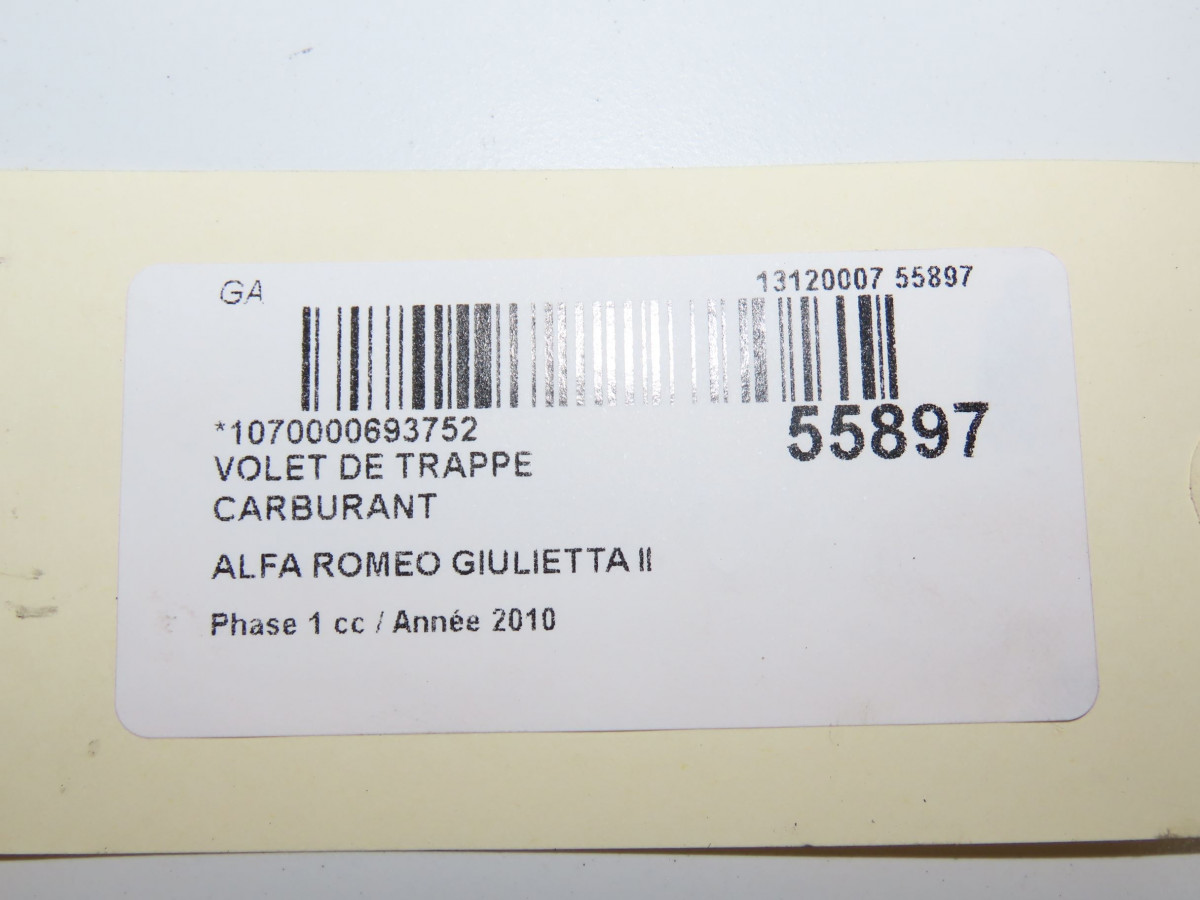 GA
13120007 55897
*1070000693752
55897
VOLET DE TRAPPE
CARBURANT
ALFA ROMEO GIULIETTA II
Phase 1 cc / Année 2010